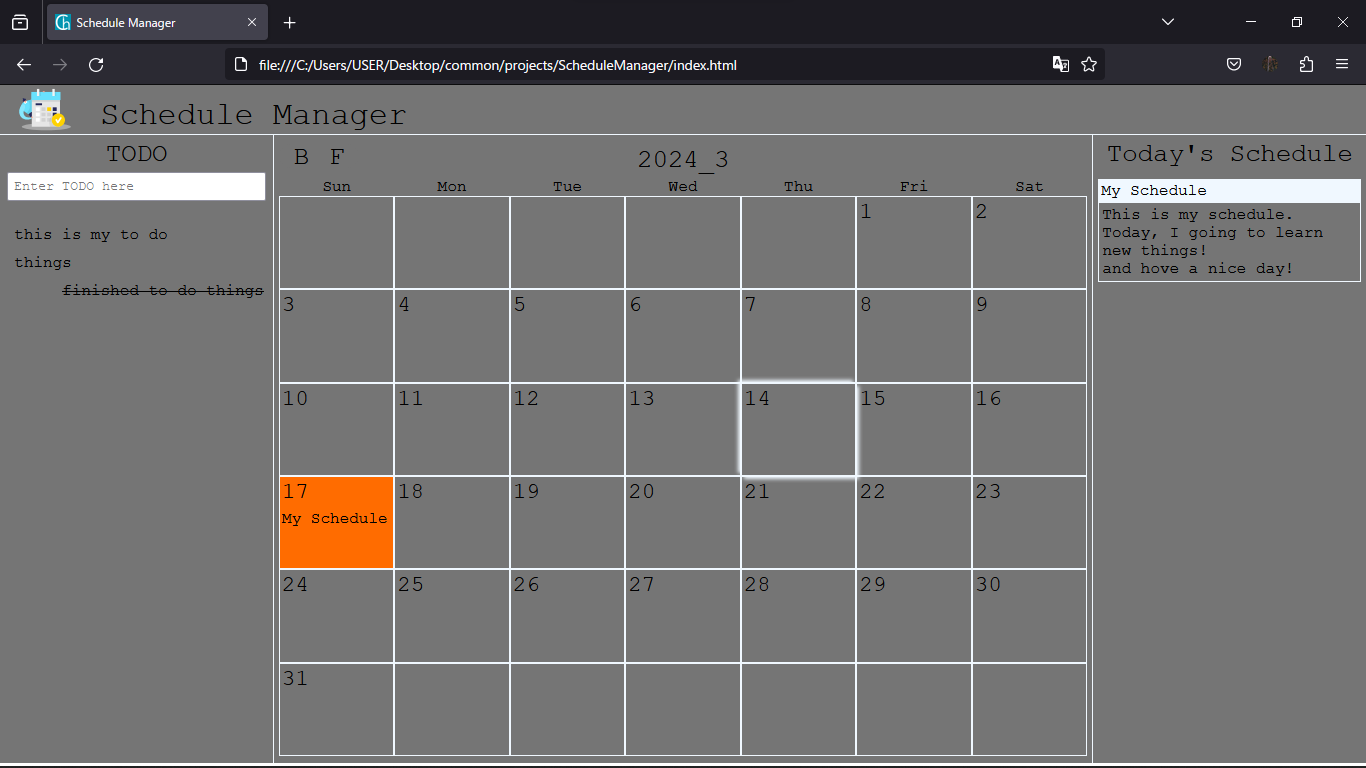 Schedule Manager
file:///C:/Users/USER/Desktop/common/projects/ScheduleManager/index.html
Schedule Manager
TODO
Enter TODO here
this is my to do
things
finished to do things
B F
2024_3
Sun Mon Tue Wed Thu Fri Sat
1 2
3 4 5 6 7 8 9
10 11 12 13 14 15 16
17 18 19 20 21 22 23
My Schedule
24 25 26 27 28 29 30
31
Today's Schedule
My Schedule
This is my schedule.
Today, I going to learn
new things!
and hove a nice day!